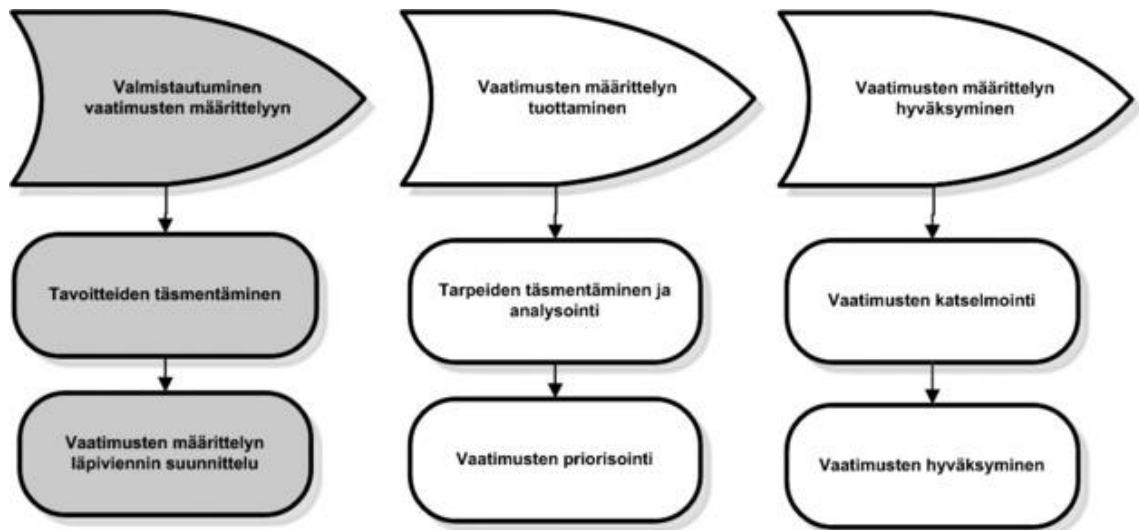 Valmistautuminen
vaatimusten määrittelyyn
Tavoitteiden täsmentäminen
Vaatimusten määrittelyn
läpiviennin suunnittelu
Vaatimusten määrittelyn
tuottaminen
Tarpeiden täsmentäminen ja
analysointi
Vaatimusten priorisointi
Vaatimusten määrittelyn
hyväksyminen
Vaatimusten katselmointi
Vaatimusten hyväksyminen